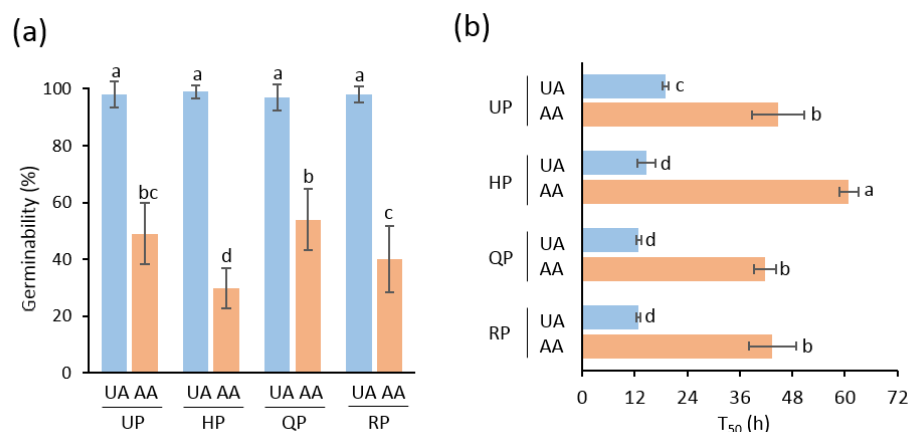 (a)
Germinability (%)
100
80
60
40
20
0
a
bc
a
d
a
b
a
c
UA AA UA AA UA AA UA AA
UP HP QP RP
(b)
UP UA c
AA b
HP UA d
AA a
QP UA d
AA b
RP UA d
AA b
0 12 24 36 48 60 72
T50 (h)